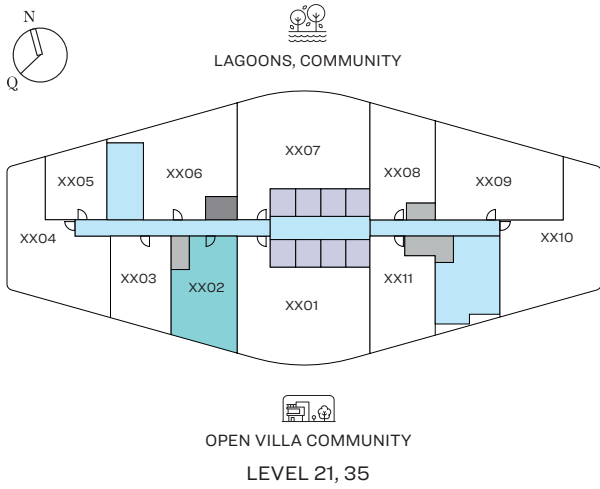 N
Q
LAGOONS, COMMUNITY
XX07
XX06
XX08
XX05
XX09
XX04
XX10
XX03
XX02
XX01
XX11
OPEN VILLA COMMUNITY
LEVEL 21, 35